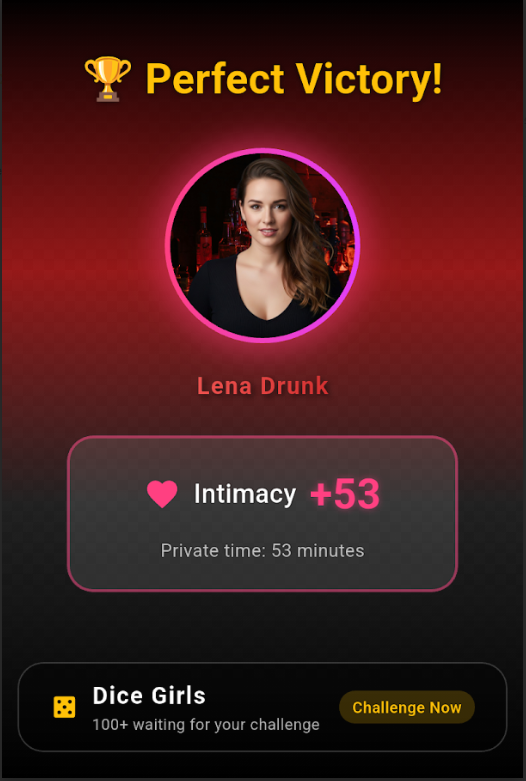 🏆 Perfect Victory!
Lena Drunk
Intimacy +53
Private time: 53 minutes
Dice Girls
100+ waiting for your challenge
Challenge Now